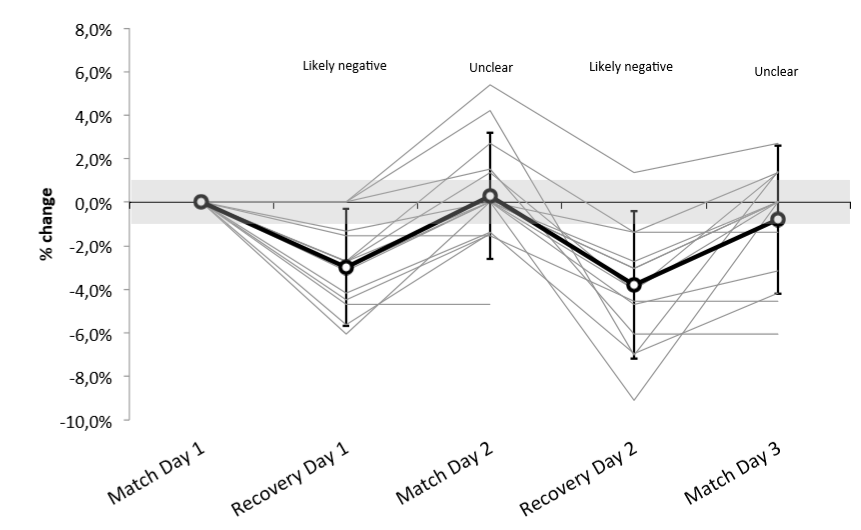 8,0%
6,0%
4,0%
2,0%
0,0%
-2,0%
-4,0%
-6,0%
-8,0%
-10,0%
% change
Likely negative
Unclear
Likely negative
Unclear
Match Day 1
Recovery Day 1
Match Day 2
Recovery Day 2
Match Day 3